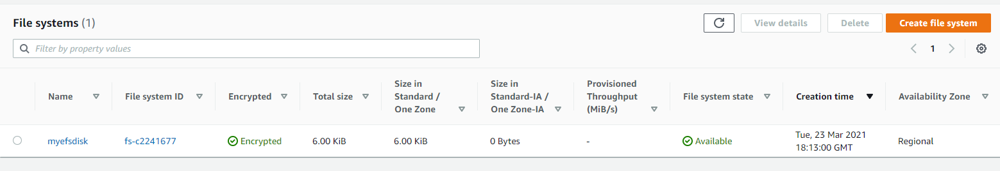 File systems (1)
View details
Delete
Create file system
Filter by property values
1
Name
File system ID
Encrypted
Total size
Size in
Standard /
One Zone
Size in
Standard-IA /
One Zone-IA
Provisioned
Throughput
(MiB/s)
File system state
Creation time
Availability Zone
myefsdisk
fs-c2241677
Encrypted
6.00 KiB
6.00 KiB
0 Bytes
-
Available
Tue, 23 Mar 2021
18:13:00 GMT
Regional